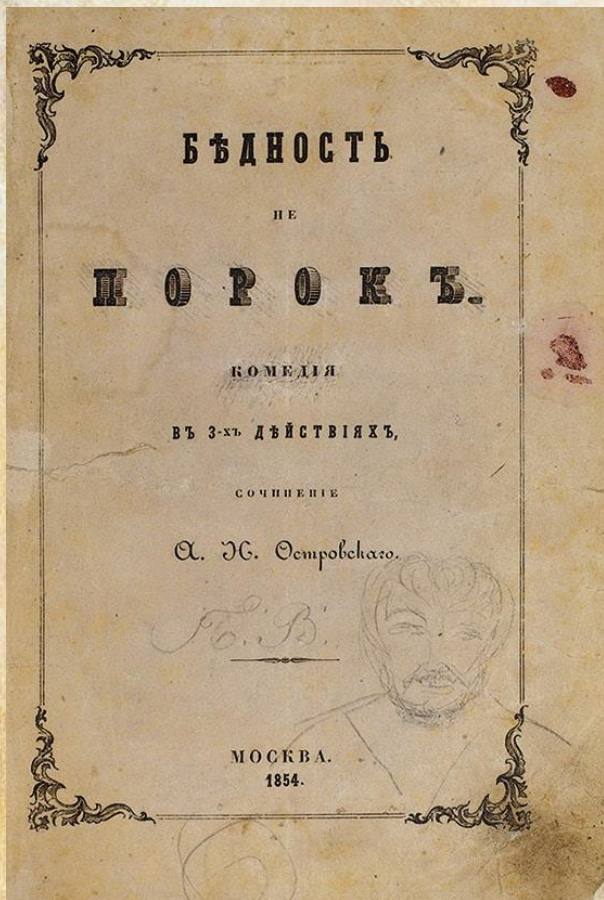 БѢДНОСТЬ
НЕ
ПОРОКЪ.
КОМЕДІЯ
ВЪ 3-хъ ДѢЙСТВІЯХЪ,
СОЧИНЕНІЕ
А. Н. Островскаго.
П. В.
МОСКВА.
1854.